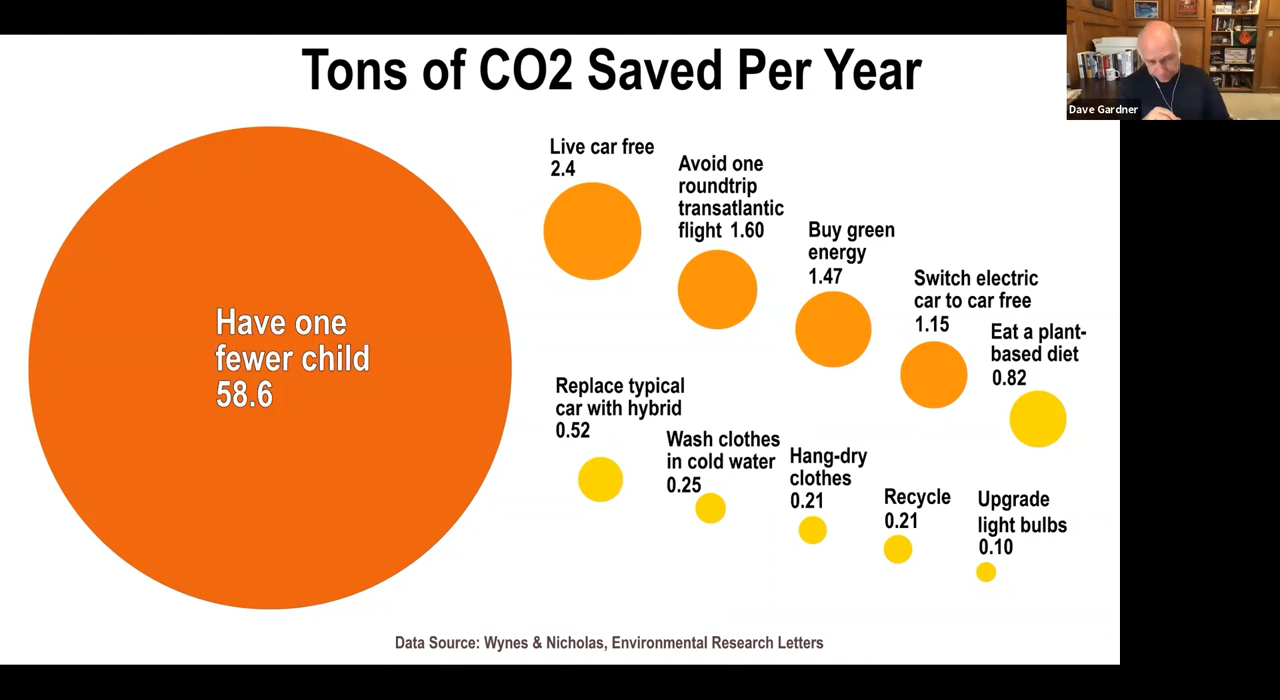 Tons of CO2 Saved Per Year
Dave Gardner
Have one
fewer child
58.6
Live car free
2.4
Avoid one
roundtrip
transatlantic
flight 1.60
Buy green
energy
1.47
Switch electric
car to car free
1.15
Eat a plant-
based diet
0.82
Replace typical
car with hybrid
0.52
Wash clothes
in cold water
0.25
Hang-dry
clothes
0.21
Recycle
0.21
Upgrade
light bulbs
0.10
Data Source: Wynes & Nicholas, Environmental Research Letters